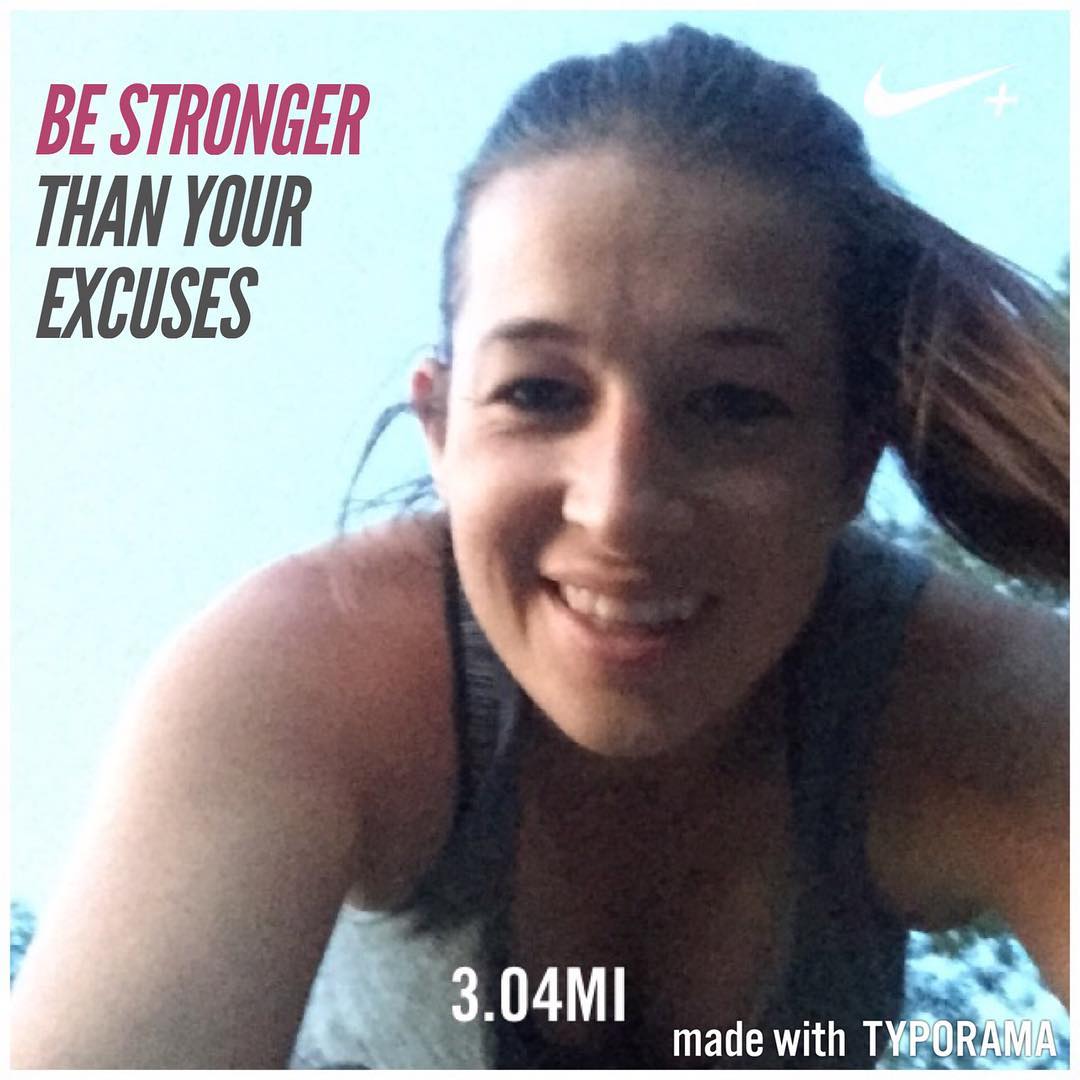 BE STRONGER
THAN YOUR
EXCUSES
+
3.04MI
made with TYPORAMA